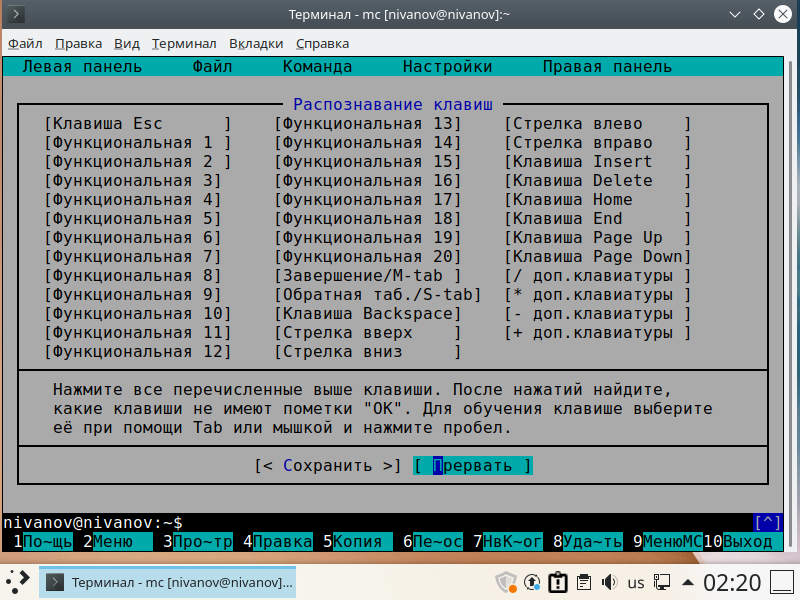 Терминал - mc [nivanov@nivanov]:~
Файл Правка Вид Терминал Вкладки Справка
Левая панель Файл Команда Настройки Правая панель
Распознавание клавиш
[Клавиша Esc ] [Функциональная 13] [Стрелка влево ]
[Функциональная 1 ] [Функциональная 14] [Стрелка вправо ]
[Функциональная 2 ] [Функциональная 15] [Клавиша Insert ]
[Функциональная 3] [Функциональная 16] [Клавиша Delete ]
[Функциональная 4] [Функциональная 17] [Клавиша Home ]
[Функциональная 5] [Функциональная 18] [Клавиша End ]
[Функциональная 6] [Функциональная 19] [Клавиша Page Up ]
[Функциональная 7] [Функциональная 20] [Клавиша Page Down]
[Функциональная 8] [Завершение/M-tab ] [/ доп.клавиатуры ]
[Функциональная 9] [Обратная таб./S-tab] [* доп.клавиатуры ]
[Функциональная 10] [Клавиша Backspace] [- доп.клавиатуры ]
[Функциональная 11] [Стрелка вверх ] [+ доп.клавиатуры ]
[Функциональная 12] [Стрелка вниз ]
Нажмите все перечисленные выше клавиши. После нажатий найдите,
какие клавиши не имеют пометки "OK". Для обучения клавише выберите
её при помощи Tab или мышкой и нажмите пробел.
[< Сохранить >] [ Прервать ]
nivanov@nivanov:~$ [^]
1По~щь 2Меню 3Про~тр 4Правка 5Копия 6Пе~ос 7НвК~ог 8Уда~ть 9МенюMC 10Выход
Терминал - mc [nivanov@nivanov]... us 02:20